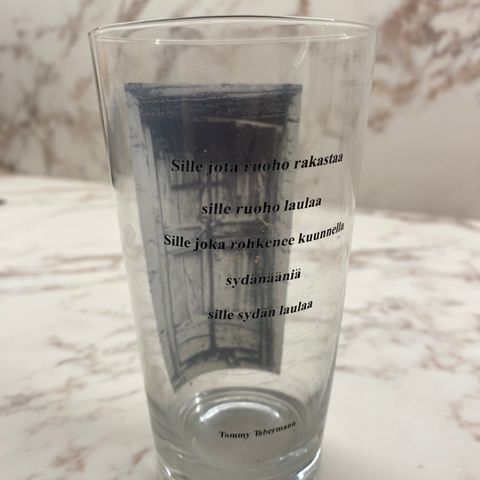 Sille jota ruoho rakastaa
sille ruoho laulaa
Sille joka rohkenee kuunnella
sydänääniä
sille sydän laulaa
Tommy Tabermann